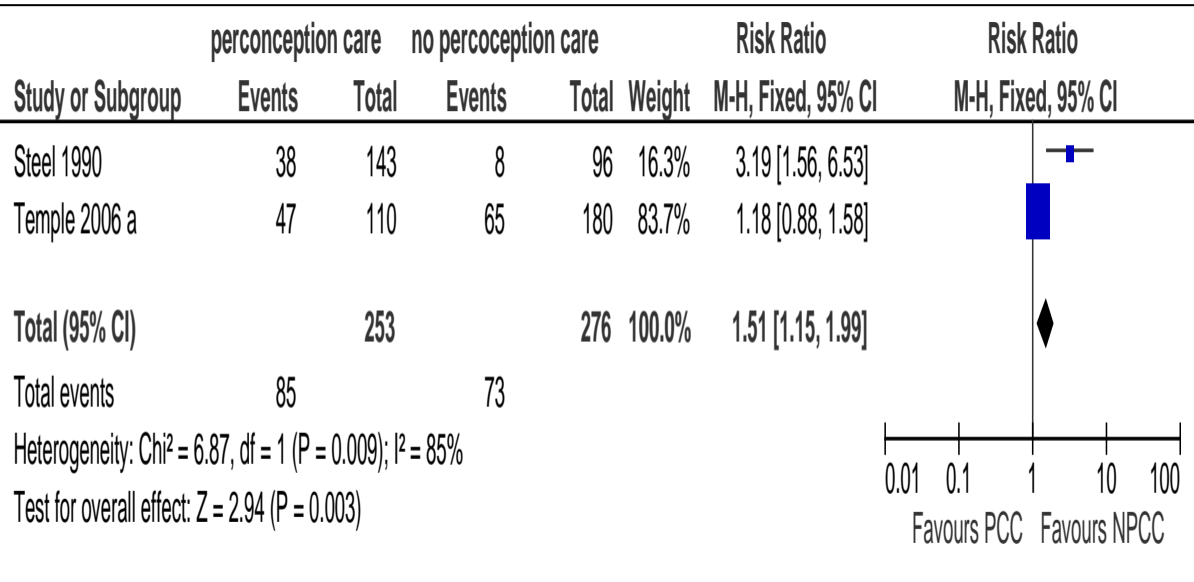 perconception care no percoception care Risk Ratio Risk Ratio
Study or Subgroup Events Total Events Total Weight M-H, Fixed, 95% CI M-H, Fixed, 95% CI
Steel 1990 38 143 8 96 16.3% 3.19 [1.56, 6.53]
Temple 2006 a 47 110 65 180 83.7% 1.18 [0.88, 1.58]
Total (95% CI) 253 276 100.0% 1.51 [1.15, 1.99]
Total events 85 73
Heterogeneity: Chi² = 6.87, df = 1 (P = 0.009); I² = 85%
Test for overall effect: Z = 2.94 (P = 0.003)
0.01 0.1 1 10 100
Favours PCC Favours NPCC